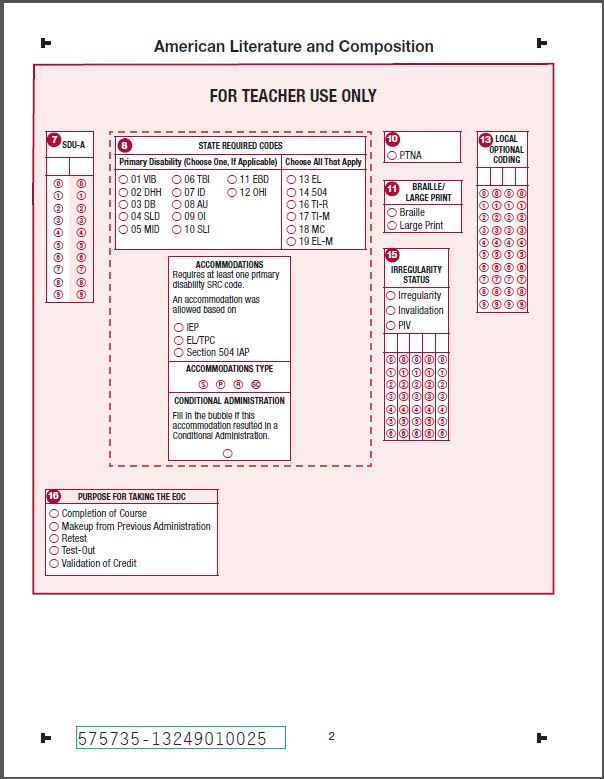 American Literature and Composition
FOR TEACHER USE ONLY
7 SDU-A
0 0
1 1
2 2
3 3
4 4
5 5
6 6
7 7
8 8
9 9
8 STATE REQUIRED CODES
Primary Disability (Choose One, If Applicable) Choose All That Apply
01 VIB 06 TBI 11 EBD 13 EL
02 DHH 07 ID 12 OHI 14 504
03 DB 08 AU 16 TI-R
04 SLD 09 OI 17 TI-M
05 MID 10 SLI 18 MC
19 EL-M
ACCOMMODATIONS
Requires at least one primary
disability SRC code.
An accommodation was
allowed based on
IEP
EL/TPC
Section 504 IAP
ACCOMMODATIONS TYPE
S P R SC
CONDITIONAL ADMINISTRATION
Fill in the bubble if this
accommodation resulted in a
Conditional Administration.
10
PTNA
11 BRAILLE/
LARGE PRINT
Braille
Large Print
15
IRREGULARITY
STATUS
Irregularity
Invalidation
PIV
0 0 0 0 0
1 1 1 1 1
2 2 2 2 2
3 3 3 3 3
4 4 4 4 4
5 5 5 5 5
6 6 6 6 6
13 LOCAL
OPTIONAL
CODING
0 0 0 0
1 1 1 1
2 2 2 2
3 3 3 3
4 4 4 4
5 5 5 5
6 6 6 6
7 7 7 7
8 8 8 8
9 9 9 9
16 PURPOSE FOR TAKING THE EOC
Completion of Course
Makeup from Previous Administration
Retest
Test-Out
Validation of Credit
575735-13249010025
2